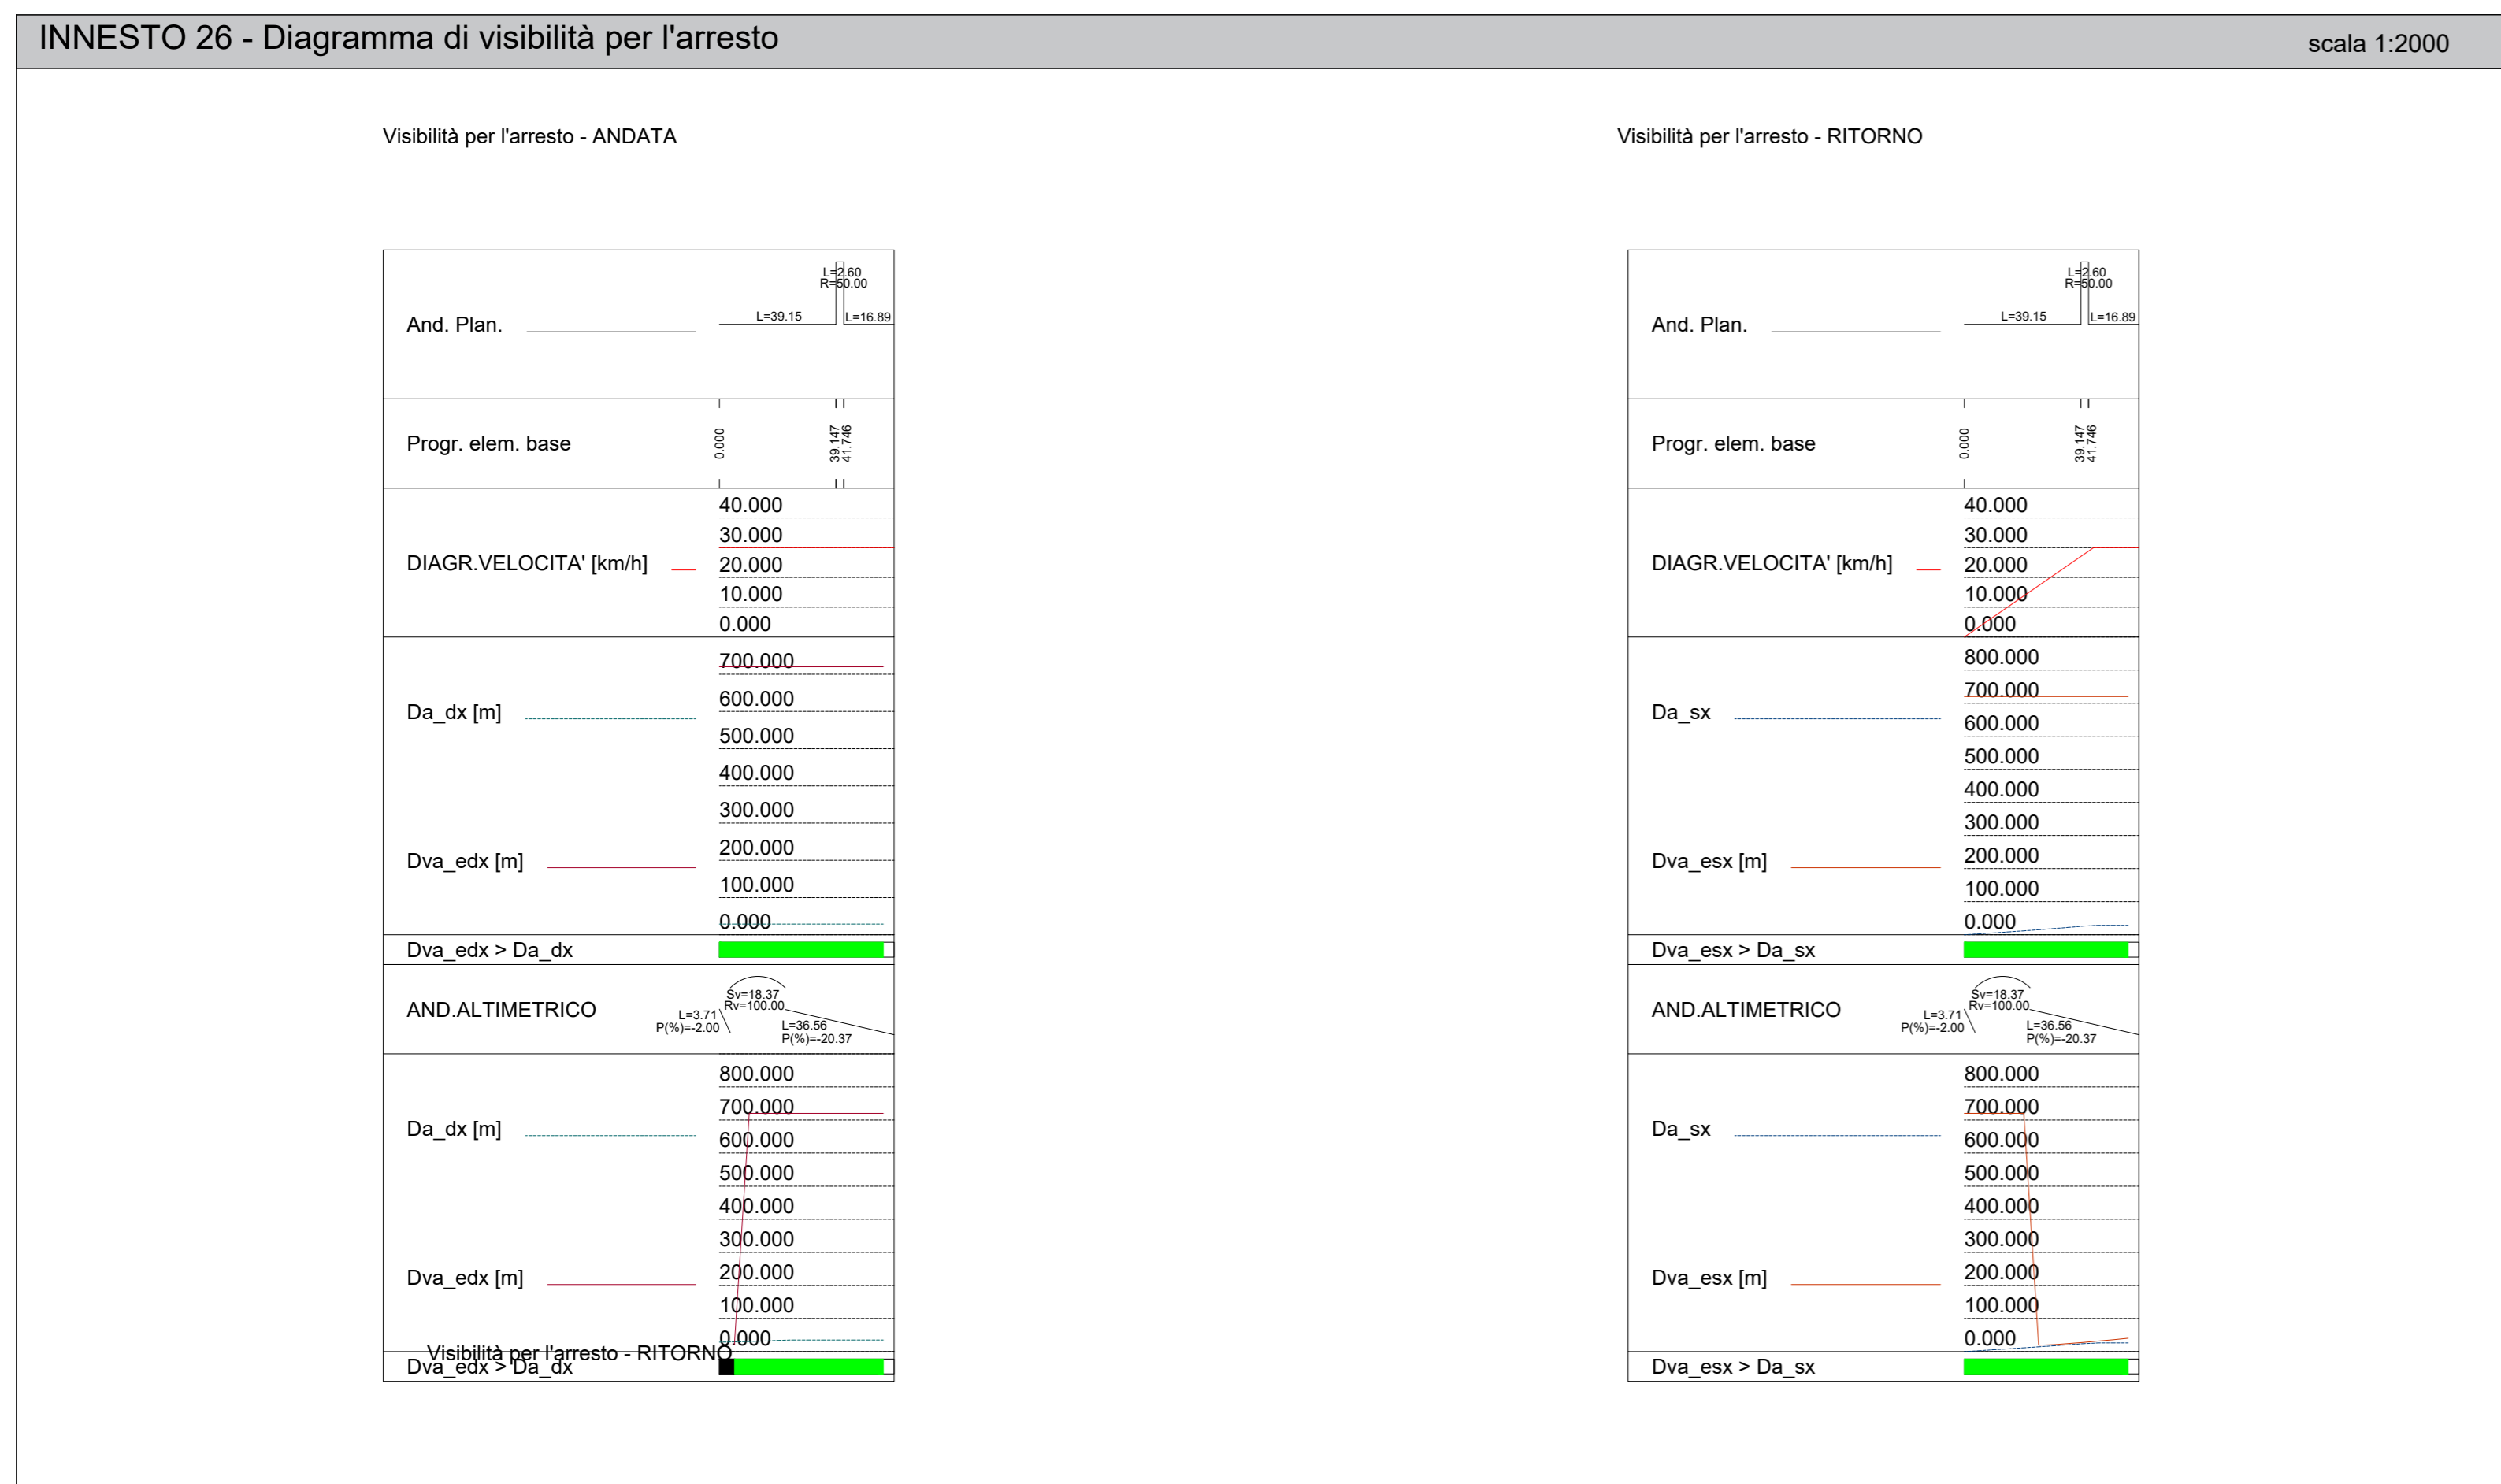 INNESTO 26 - Diagramma di visibilità per l'arresto
scala 1:2000
Visibilità per l'arresto - ANDATA
L=2.60
R=50.00
And. Plan.
L=39.15
L=16.89
Progr. elem. base
0.000
39.147
41.746
DIAGR.VELOCITA' [km/h]
40.000
30.000
20.000
10.000
0.000
Da_dx [m]
Dva_edx [m]
700.000
600.000
500.000
400.000
300.000
200.000
100.000
0.000
Dva_edx > Da_dx
AND.ALTIMETRICO
L=3.71
P(%)=-2.00
Sv=18.37
Rv=100.00
L=36.56
P(%)=-20.37
Da_dx [m]
Dva_edx [m]
800.000
700.000
600.000
500.000
400.000
300.000
200.000
100.000
0.000
Visibilità per l'arresto - RITORNO
Dva_edx > Da_dx
Visibilità per l'arresto - RITORNO
L=2.60
R=50.00
And. Plan.
L=39.15
L=16.89
Progr. elem. base
0.000
39.147
41.746
DIAGR.VELOCITA' [km/h]
40.000
30.000
20.000
10.000
0.000
Da_sx
Dva_esx [m]
800.000
700.000
600.000
500.000
400.000
300.000
200.000
100.000
0.000
Dva_esx > Da_sx
AND.ALTIMETRICO
L=3.71
P(%)=-2.00
Sv=18.37
Rv=100.00
L=36.56
P(%)=-20.37
Da_sx
Dva_esx [m]
800.000
700.000
600.000
500.000
400.000
300.000
200.000
100.000
0.000
Dva_esx > Da_sx